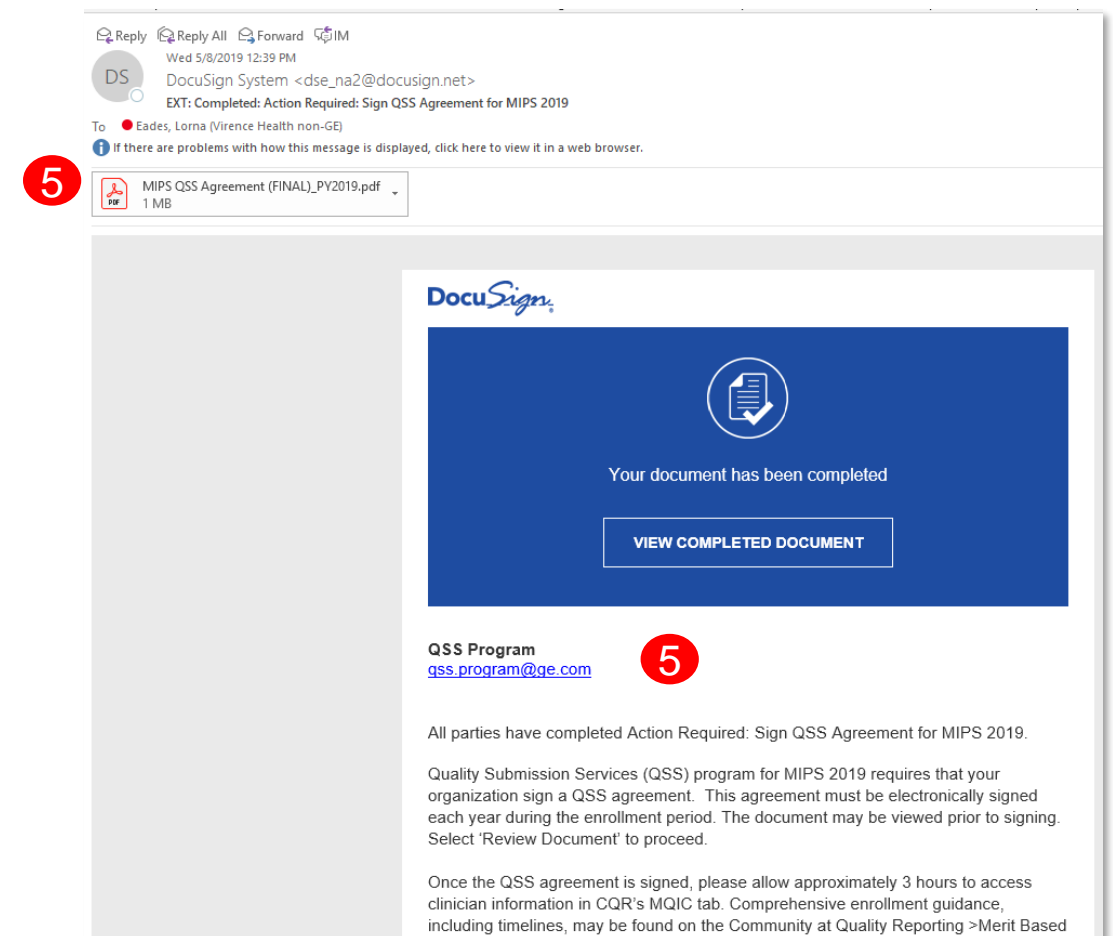 Reply Reply All Forward IM
Wed 5/8/2019 12:39 PM
DS
DocuSign System <dse_na2@docusign.net>
EXT: Completed: Action Required: Sign QSS Agreement for MIPS 2019
To Eades, Lorna (Virence Health non-GE)
If there are problems with how this message is displayed, click here to view it in a web browser.
5
PDF
MIPS QSS Agreement (FINAL)_PY2019.pdf
1 MB
DocuSign
Your document has been completed
VIEW COMPLETED DOCUMENT
QSS Program
qss.program@ge.com
5
All parties have completed Action Required: Sign QSS Agreement for MIPS 2019.
Quality Submission Services (QSS) program for MIPS 2019 requires that your
organization sign a QSS agreement.  This agreement must be electronically signed
each year during the enrollment period. The document may be viewed prior to signing.
Select ‘Review Document’ to proceed.
Once the QSS agreement is signed, please allow approximately 3 hours to access
clinician information in CQR’s MQIC tab. Comprehensive enrollment guidance,
including timelines, may be found on the Community at Quality Reporting >Merit Based